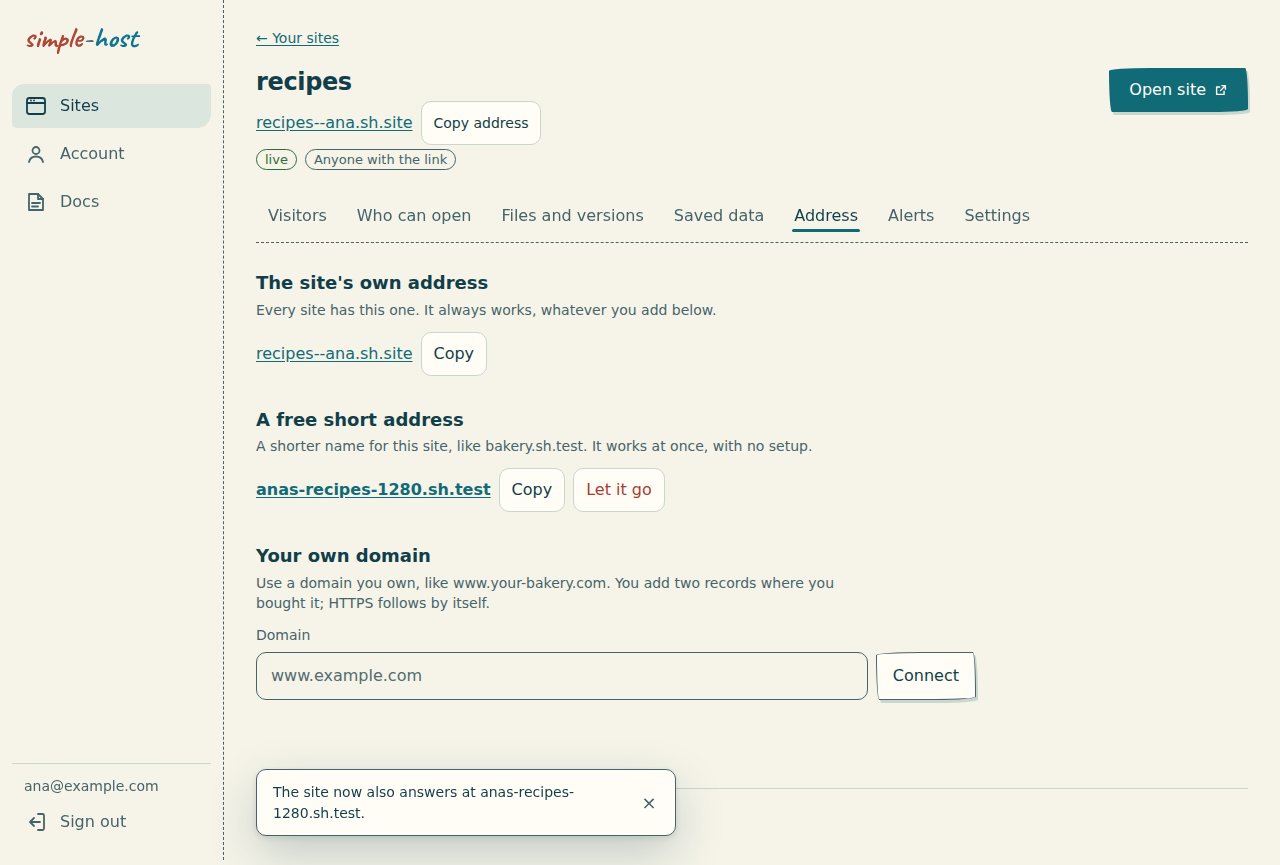 simple-host
Sites
Account
Docs
ana@example.com
Sign out
← Your sites
recipes
Open site
recipes--ana.sh.site
Copy address
live
Anyone with the link
Visitors
Who can open
Files and versions
Saved data
Address
Alerts
Settings
The site's own address
Every site has this one. It always works, whatever you add below.
recipes--ana.sh.site
Copy
A free short address
A shorter name for this site, like bakery.sh.test. It works at once, with no setup.
anas-recipes-1280.sh.test
Copy
Let it go
Your own domain
Use a domain you own, like www.your-bakery.com. You add two records where you
bought it; HTTPS follows by itself.
Domain
www.example.com
Connect
The site now also answers at anas-recipes-
1280.sh.test.